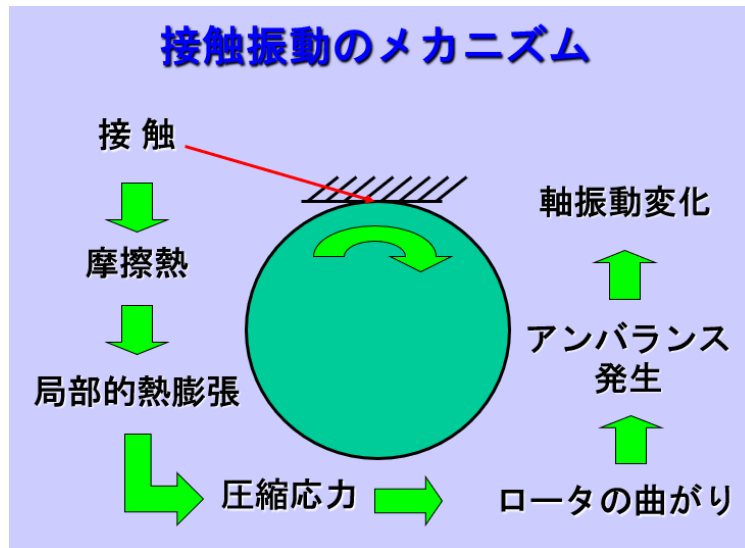 接触振動のメカニズム
接 触
摩擦熱
局部的熱膨張
圧縮応力
ロータの曲がり
アンバランス
発生
軸振動変化